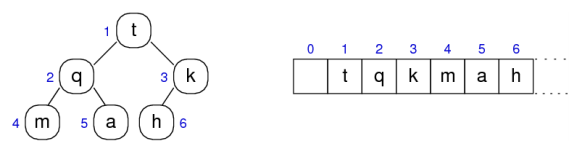 1 t
2 q 3 k
4 m 5 a h 6
0 1 2 3 4 5 6
t q k m a h